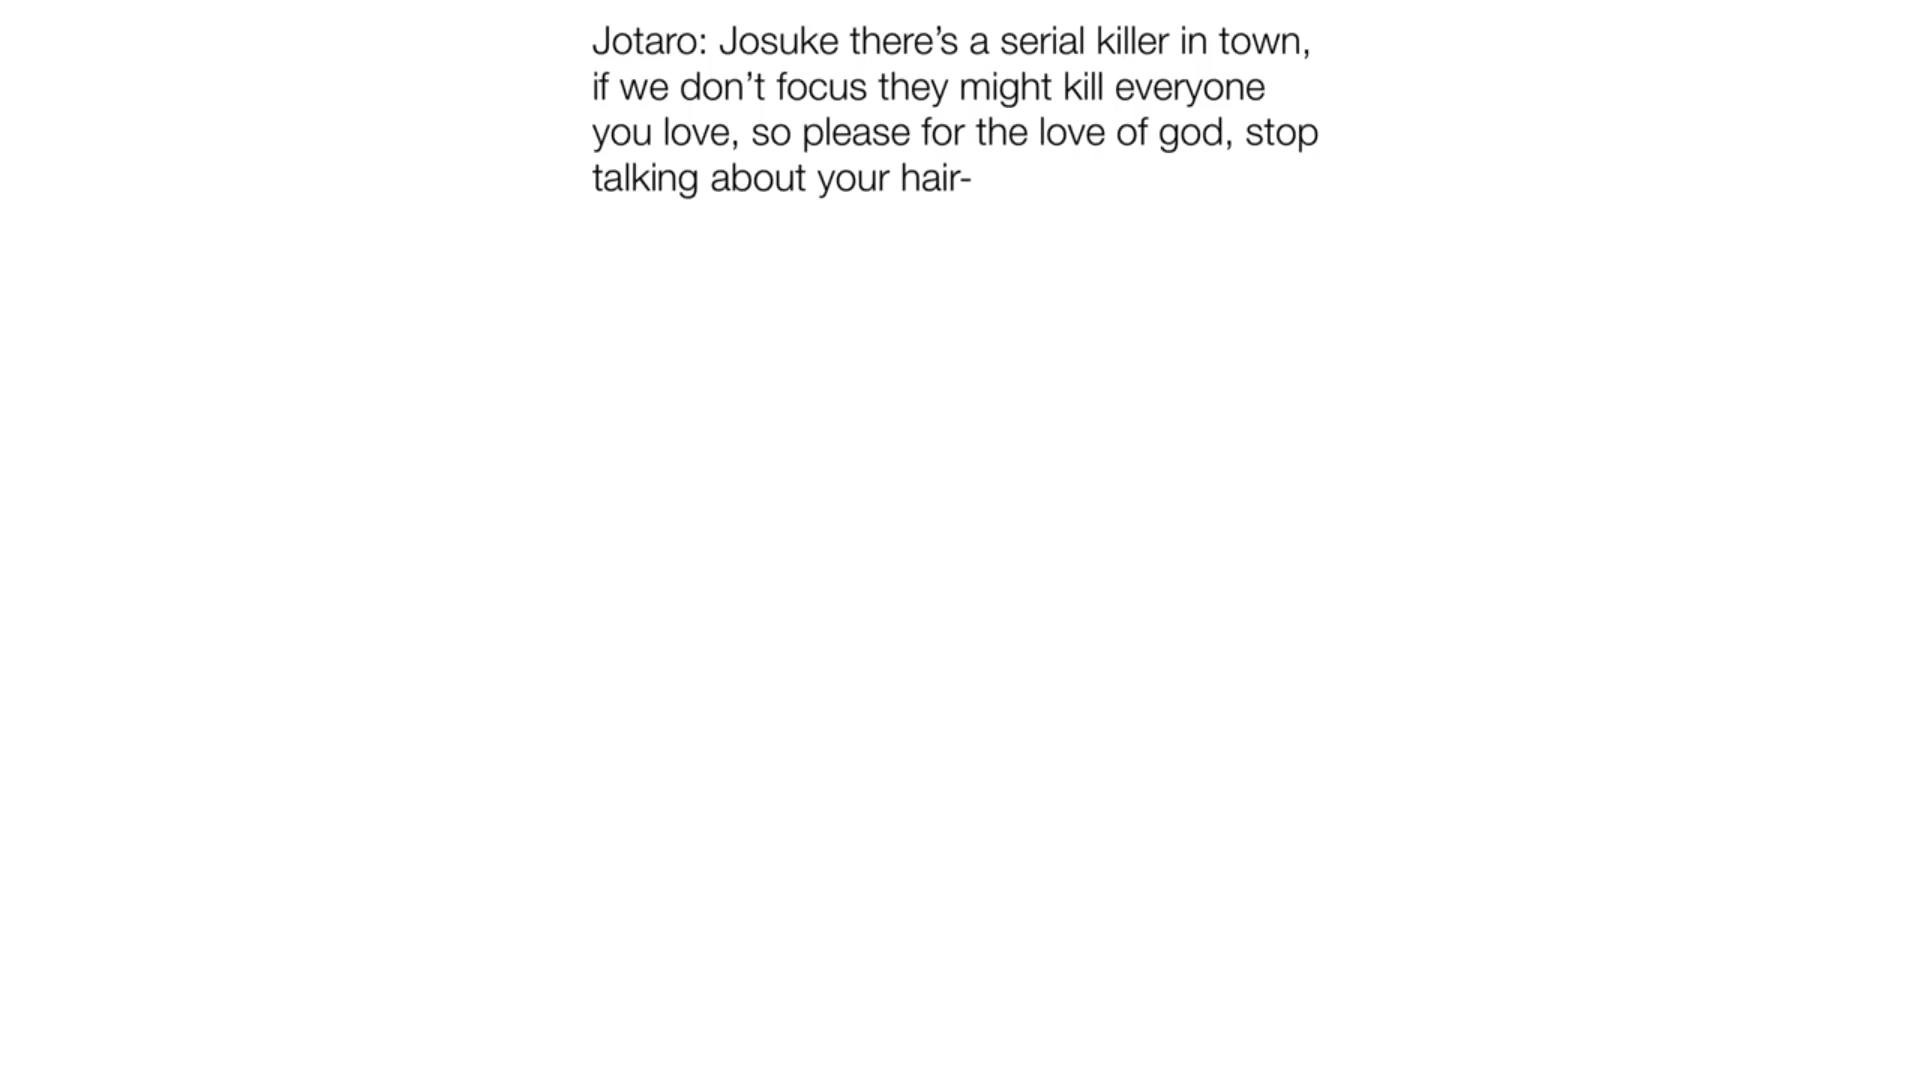 Jotaro: Josuke there’s a serial killer in town,
if we don’t focus they might kill everyone
you love, so please for the love of god, stop
talking about your hair-